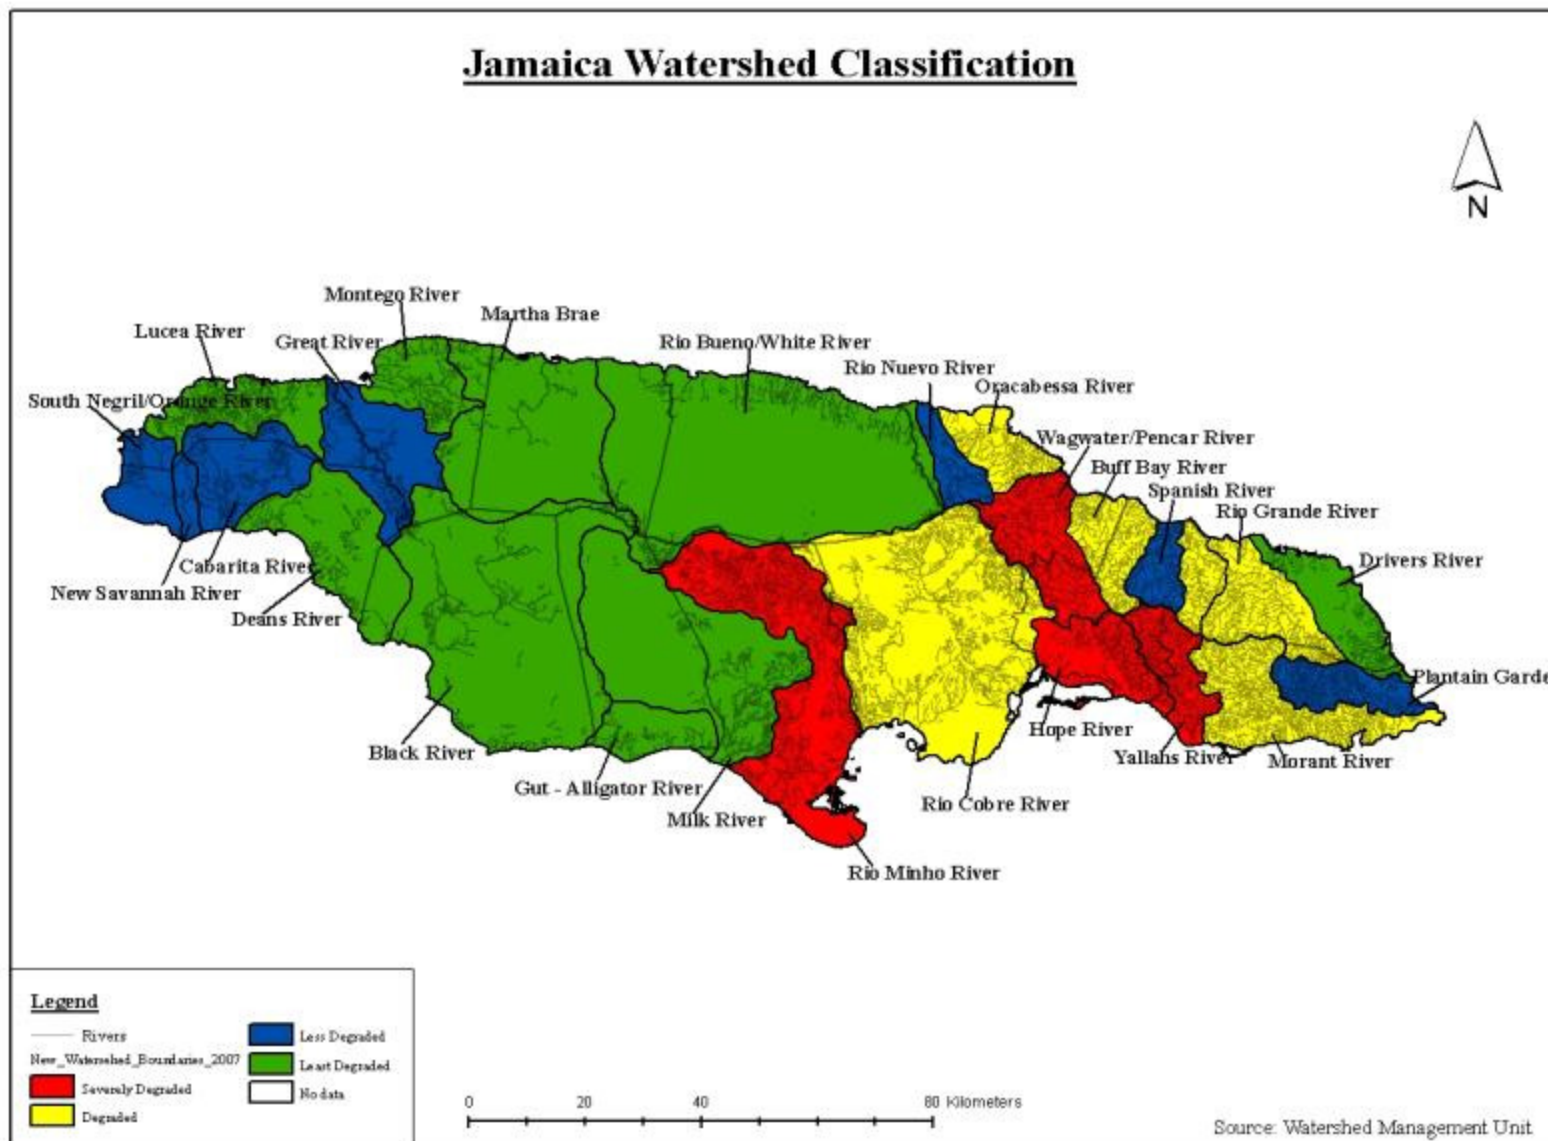 Jamaica Watershed Classification
N
Montego River
Martha Brae
Lucea River
Great River
Rio Bueno/White River
Rio Nuevo River
Oracabessa River
South Negril/Orange River
Wagwater/Pencar River
Buff Bay River
Spanish River
Rio Grande River
Drivers River
Cabarita River
New Savannah River
Deans River
Plantain Garde
Hope River
Black River
Yallahs River
Morant River
Gut - Alligator River
Rio Cobre River
Milk River
Rio Minho River
Legend
Rivers
New_Watershed_Boundaries_2007
Severely Degraded
Degraded
Less Degraded
Least Degraded
No data
0 20 40 80 Kilometers
Source: Watershed Management Unit